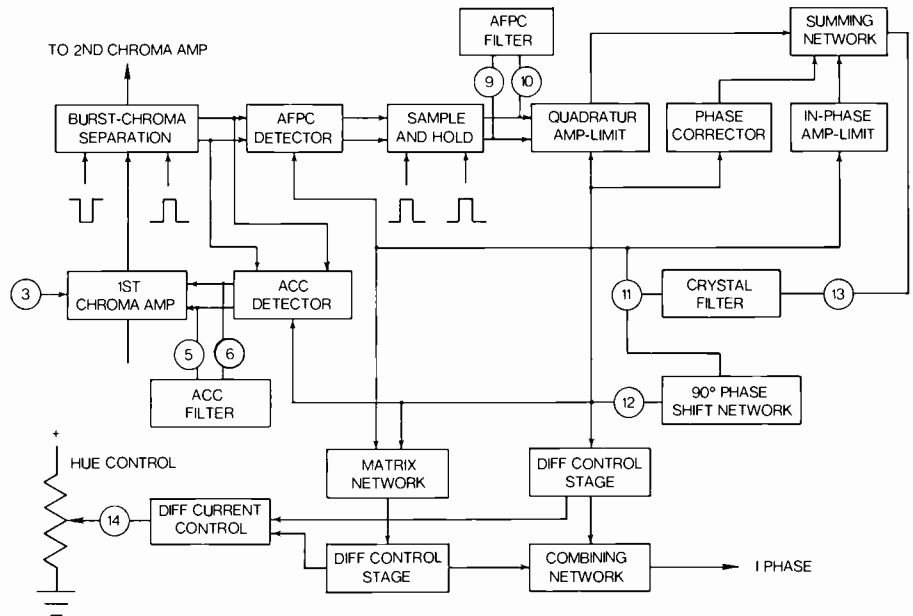 AFPC
FILTER
SUMMING
NETWORK
TO 2ND CHROMA AMP
9
10
BURST-CHROMA
SEPARATION
AFPC
DETECTOR
SAMPLE
AND HOLD
QUADRATUR
AMP-LIMIT
PHASE
CORRECTOR
IN-PHASE
AMP-LIMIT
3
1ST
CHROMA AMP
ACC
DETECTOR
11
CRYSTAL
FILTER
13
5
6
ACC
FILTER
12
90° PHASE
SHIFT NETWORK
+
HUE CONTROL
MATRIX
NETWORK
DIFF CONTROL
STAGE
14
DIFF CURRENT
CONTROL
DIFF CONTROL
STAGE
COMBINING
NETWORK
I PHASE